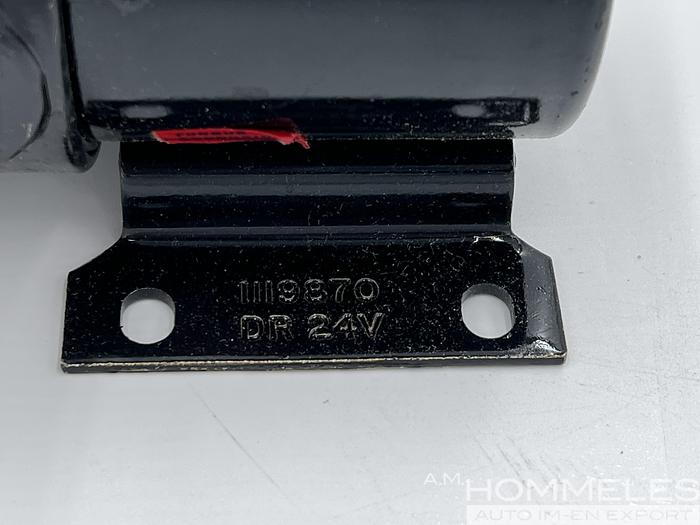 1119870
DR 24V
A.M.
HOMMELES
AUTO IM- EN EXPORT